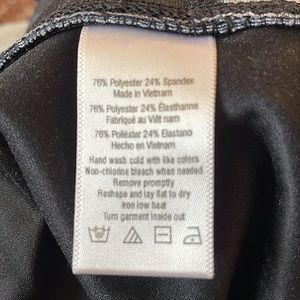 76% Polyester 24% Spandex
Made in Vietnam
76% Polyester 24% Élasthanne
Fabriqué au Viêt nam
76% Poliéster 24% Elastano
Hecho en Vietnam
Hand wash cold with like colors
Non-chlorine bleach when needed
Remove promptly
Reshape and lay flat to dry
Iron low heat
Turn garment inside out